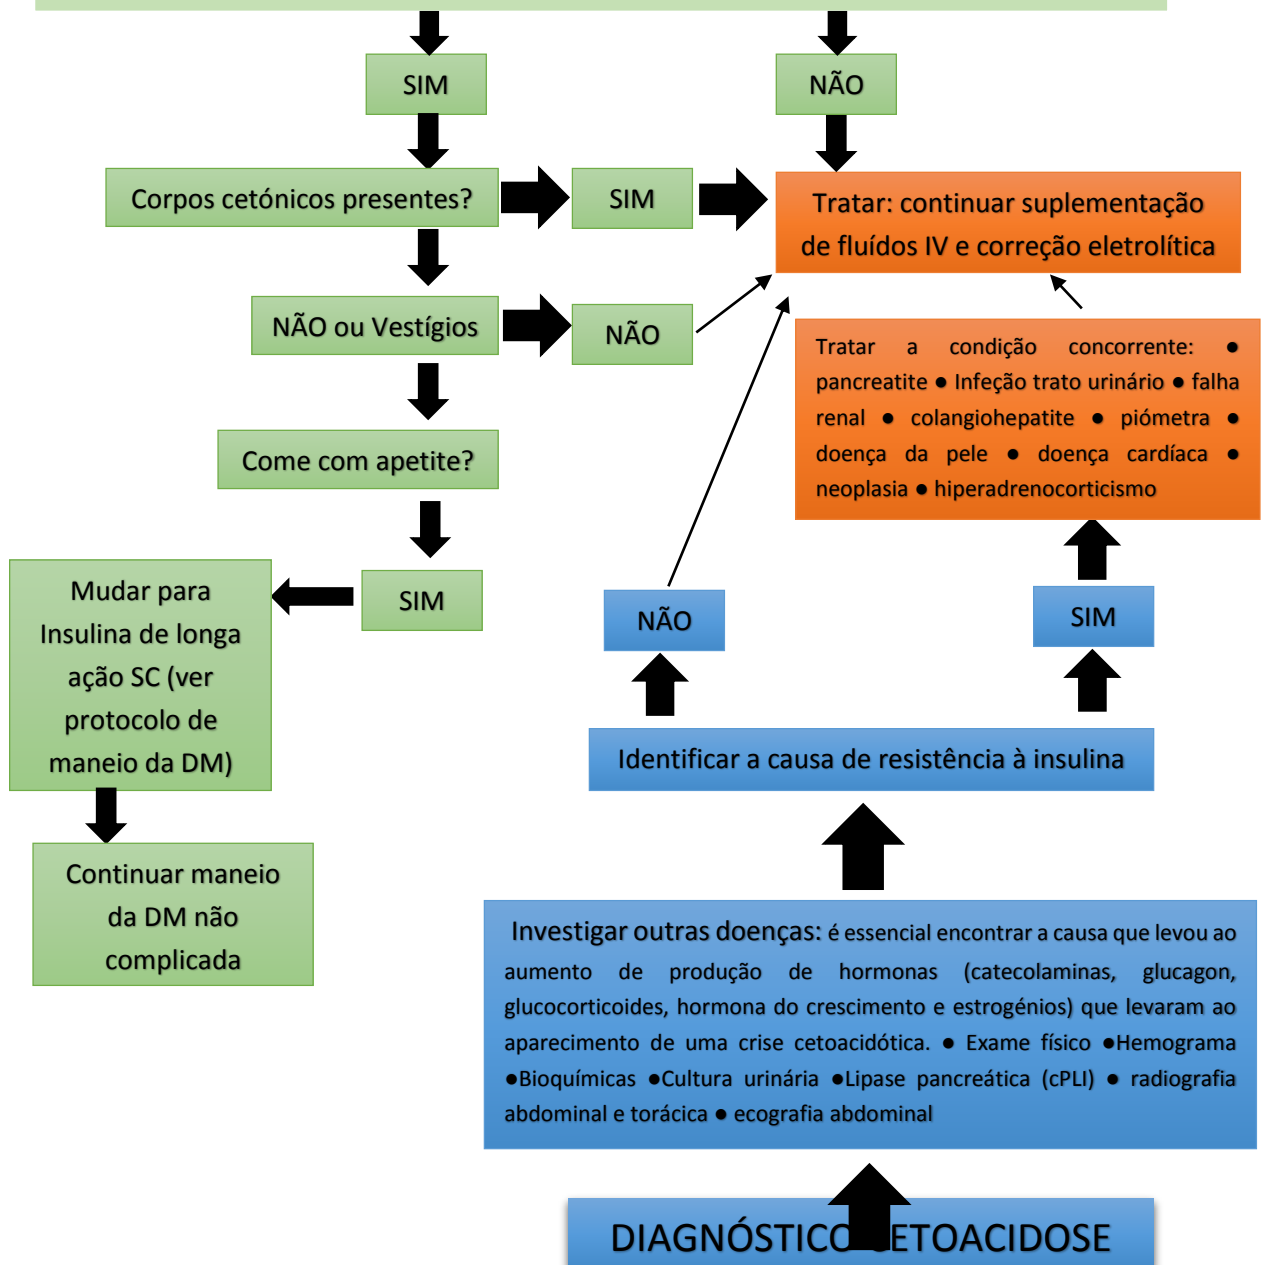 SIM
NÃO
Corpos cetónicos presentes?
SIM
Tratar: continuar suplementação
de fluídos IV e correção eletrolítica
NÃO ou Vestígios
NÃO
Tratar a condição concorrente: ●
pancreatite ● Infeção trato urinário ● falha
renal ● colangiohepatite ● piómetra ●
doença da pele ● doença cardíaca ●
neoplasia ● hiperadrenocorticismo
Come com apetite?
SIM
Mudar para
Insulina de longa
ação SC (ver
protocolo de
maneio da DM)
NÃO
SIM
Identificar a causa de resistência à insulina
Continuar maneio
da DM não
complicada
Investigar outras doenças: é essencial encontrar a causa que levou ao
aumento de produção de hormonas (catecolaminas, glucagon,
glucocorticoides, hormona do crescimento e estrogénios) que levaram ao
aparecimento de uma crise cetoacidótica. ● Exame físico ●Hemograma
●Bioquímicas ●Cultura urinária ●Lipase pancreática (cPLI) ● radiografia
abdominal e torácica ● ecografia abdominal
DIAGNÓSTICO CETOACIDOSE